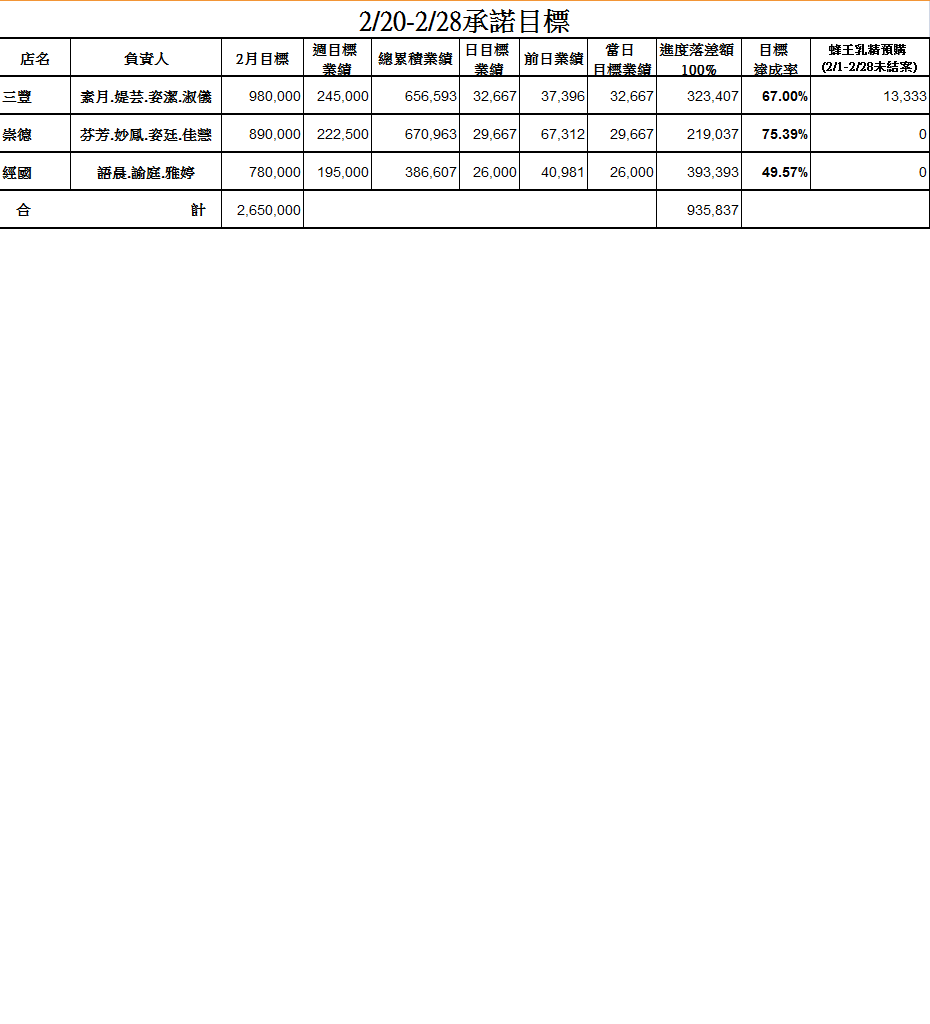 2/20-2/28承諾目標
店名 負責人 2月目標 週目標業績 總累積業績 日目標業績 前日業績 當日目標業績 進度落差額100% 目標達成率 蜂王乳精預購(2/1-2/28未結案)
三豐 素月.媞芸.姿潔.淑儀 980,000 245,000 656,593 32,667 37,396 32,667 323,407 67.00% 13,333
崇德 芬芳.妙鳳.姿廷.佳慧 890,000 222,500 670,963 29,667 67,312 29,667 219,037 75.39% 0
經國 語晨.諭庭.雅婷 780,000 195,000 386,607 26,000 40,981 26,000 393,393 49.57% 0
合 計 2,650,000 935,837